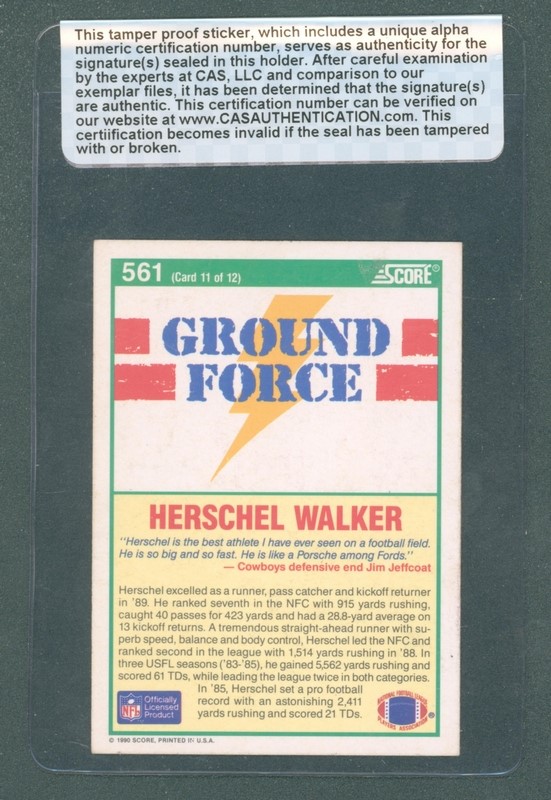 This tamper proof sticker, which includes a unique alpha
numeric certification number, serves as authenticity for the
signature(s) sealed in this holder. After careful examination
by the experts at CAS, LLC and comparison to our
exemplar files, it has been determined that the signature(s)
are authentic. This certification number can be verified on
our website at www.CASAUTHENTICATION.com. This
certiification becomes invalid if the seal has been tampered
with or broken.
561 (Card 11 of 12) SCORE®
GROUND
FORCE
HERSCHEL WALKER
"Herschel is the best athlete I have ever seen on a football field.
He is so big and so fast. He is like a Porsche among Fords."
— Cowboys defensive end Jim Jeffcoat
Herschel excelled as a runner, pass catcher and kickoff returner
in '89. He ranked seventh in the NFC with 915 yards rushing,
caught 40 passes for 423 yards and had a 28.8-yard average on
13 kickoff returns. A tremendous straight-ahead runner with su-
perb speed, balance and body control, Herschel led the NFC and
ranked second in the league with 1,514 yards rushing in '88. In
three USFL seasons ('83-'85), he gained 5,562 yards rushing and
scored 61 TDs, while leading the league twice in both categories.
In '85, Herschel set a pro football
record with an astonishing 2,411
yards rushing and scored 21 TDs.
NFL
Officially
Licensed
Product
NATIONAL FOOTBALL LEAGUE
PLAYERS ASSOCIATION
®
© 1990 SCORE, PRINTED IN U.S.A.